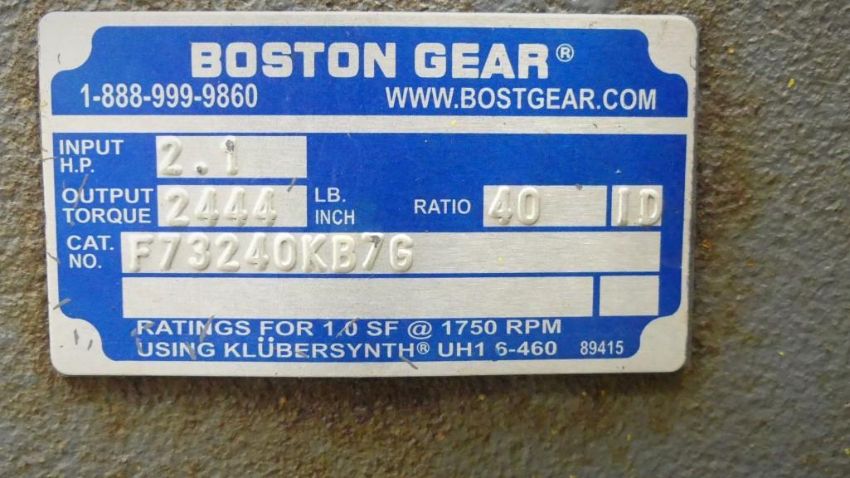 BOSTON GEAR®
1-888-999-9860 WWW.BOSTGEAR.COM
INPUT H.P. 2.1
OUTPUT TORQUE 2444 LB. INCH RATIO 40 1D
CAT. NO. F73240KB7G
RATINGS FOR 1.0 SF @ 1750 RPM
USING KLÜBERSYNTH® UH1 6-460 89415